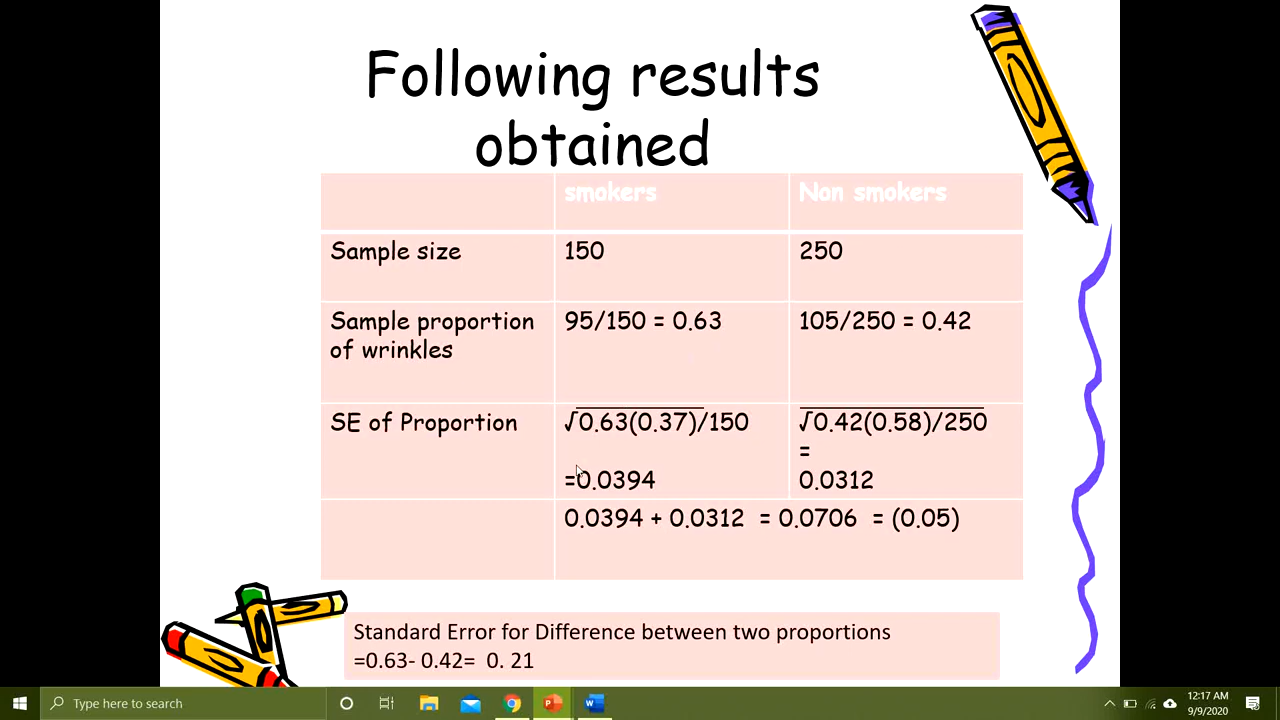 Following results
obtained
smokers
Non smokers
Sample size
150
250
Sample proportion
of wrinkles
95/150 = 0.63
105/250 = 0.42
SE of Proportion
√0.63(0.37)/150
=0.0394
√0.42(0.58)/250
=
0.0312
0.0394 + 0.0312 = 0.0706 = (0.05)
Standard Error for Difference between two proportions
=0.63- 0.42= 0. 21
Type here to search
12:17 AM
9/9/2020